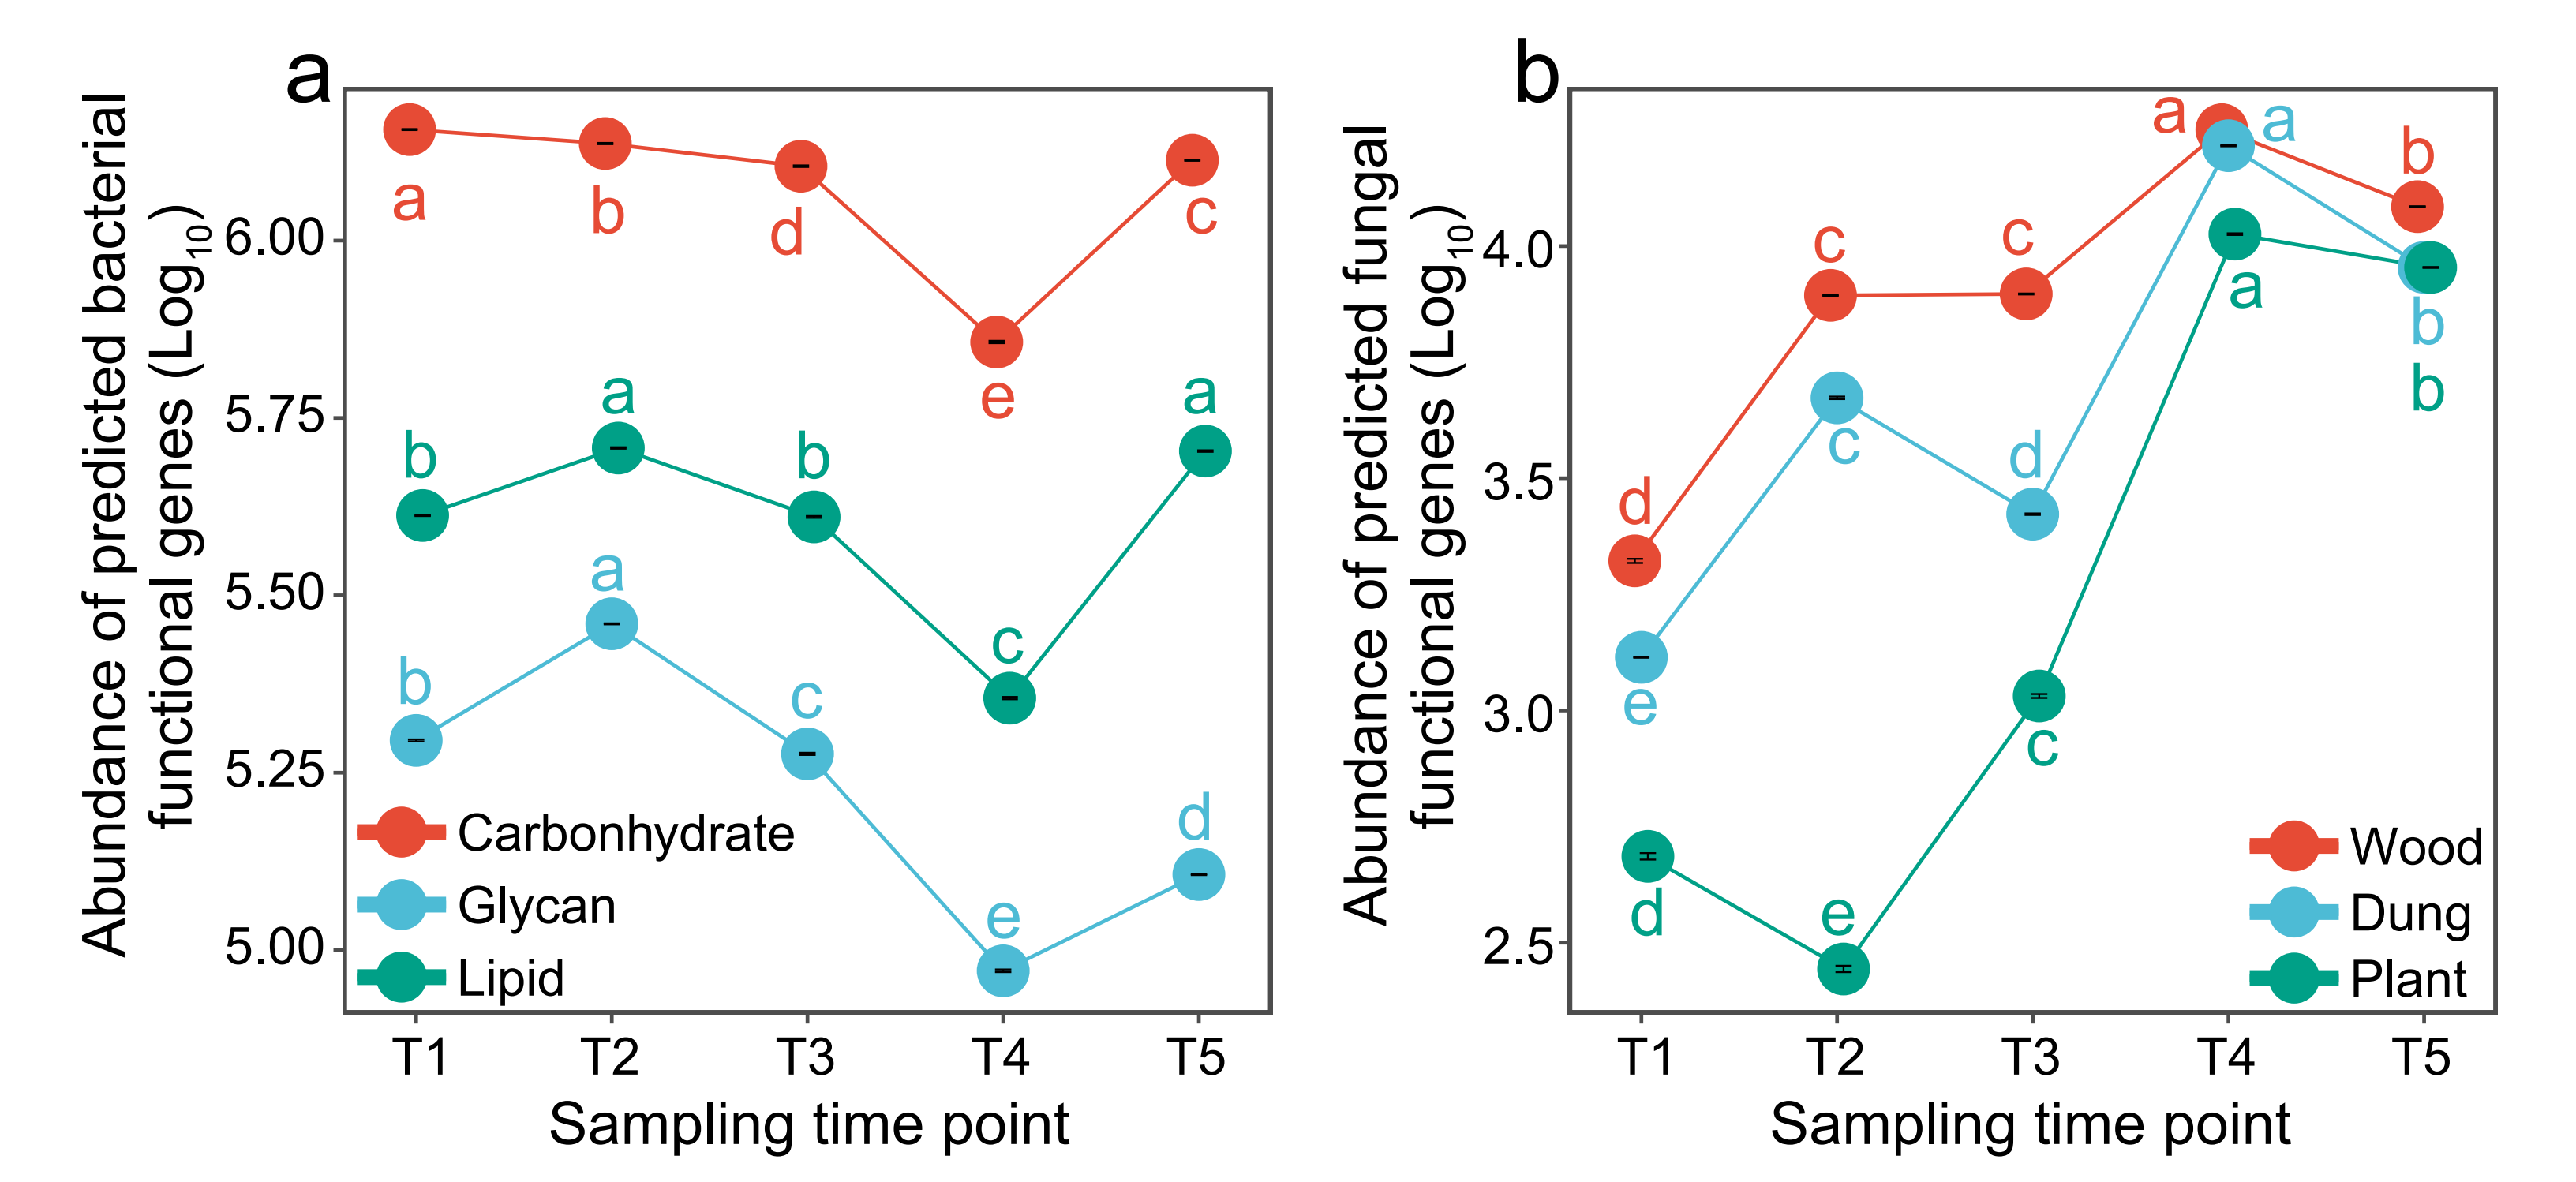 a
Abundance of predicted bacterial
functional genes (Log10)
6.00
5.75
5.50
5.25
5.00
a
b
d
e
c
b
a
b
c
a
b
a
c
e
d
Carbonhydrate
Glycan
Lipid
T1 T2 T3 T4 T5
Sampling time point
b
Abundance of predicted fungal
functional genes (Log10)
4.0
3.5
3.0
2.5
d
c
c
a
b
e
c
d
a
b
d
e
c
a
b
Wood
Dung
Plant
T1 T2 T3 T4 T5
Sampling time point